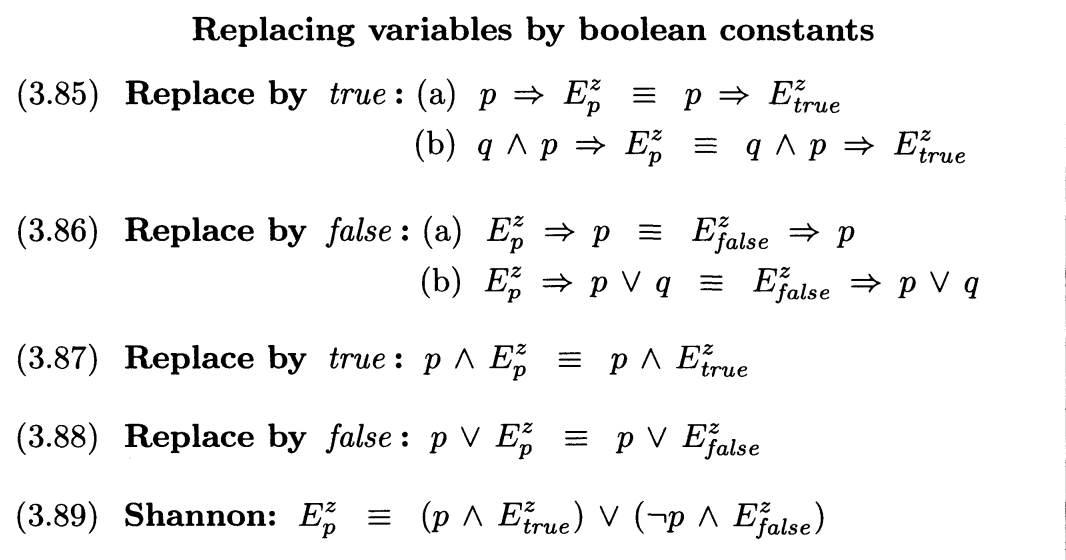 Replacing variables by boolean constants
(3.85) Replace by true: (a) p ⇒ E^z_p ≡ p ⇒ E^z_true
(b) q ∧ p ⇒ E^z_p ≡ q ∧ p ⇒ E^z_true
(3.86) Replace by false: (a) E^z_p ⇒ p ≡ E^z_false ⇒ p
(b) E^z_p ⇒ p ∨ q ≡ E^z_false ⇒ p ∨ q
(3.87) Replace by true: p ∧ E^z_p ≡ p ∧ E^z_true
(3.88) Replace by false: p ∨ E^z_p ≡ p ∨ E^z_false
(3.89) Shannon: E^z_p ≡ (p ∧ E^z_true) ∨ (¬p ∧ E^z_false)